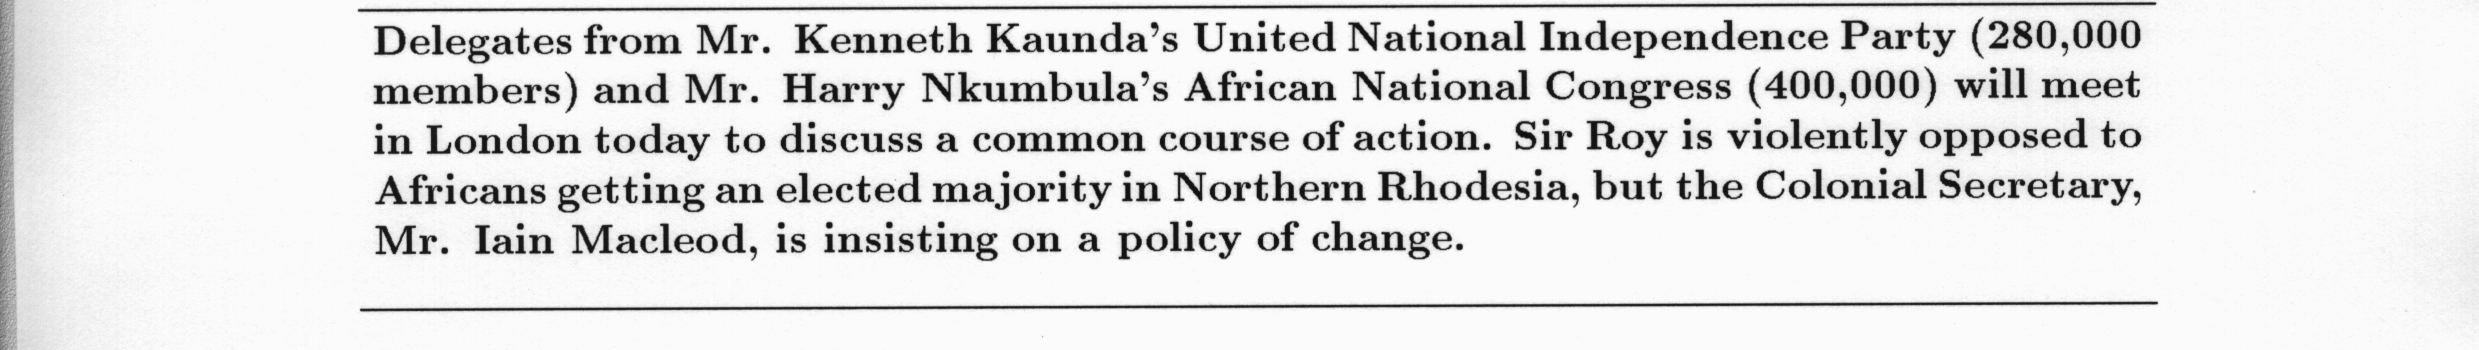 Delegates from Mr. Kenneth Kaunda's United National Independence Party (280,000
members) and Mr. Harry Nkumbula's African National Congress (400,000) will meet
in London today to discuss a common course of action. Sir Roy is violently opposed to
Africans getting an elected majority in Northern Rhodesia, but the Colonial Secretary,
Mr. Iain Macleod, is insisting on a policy of change.